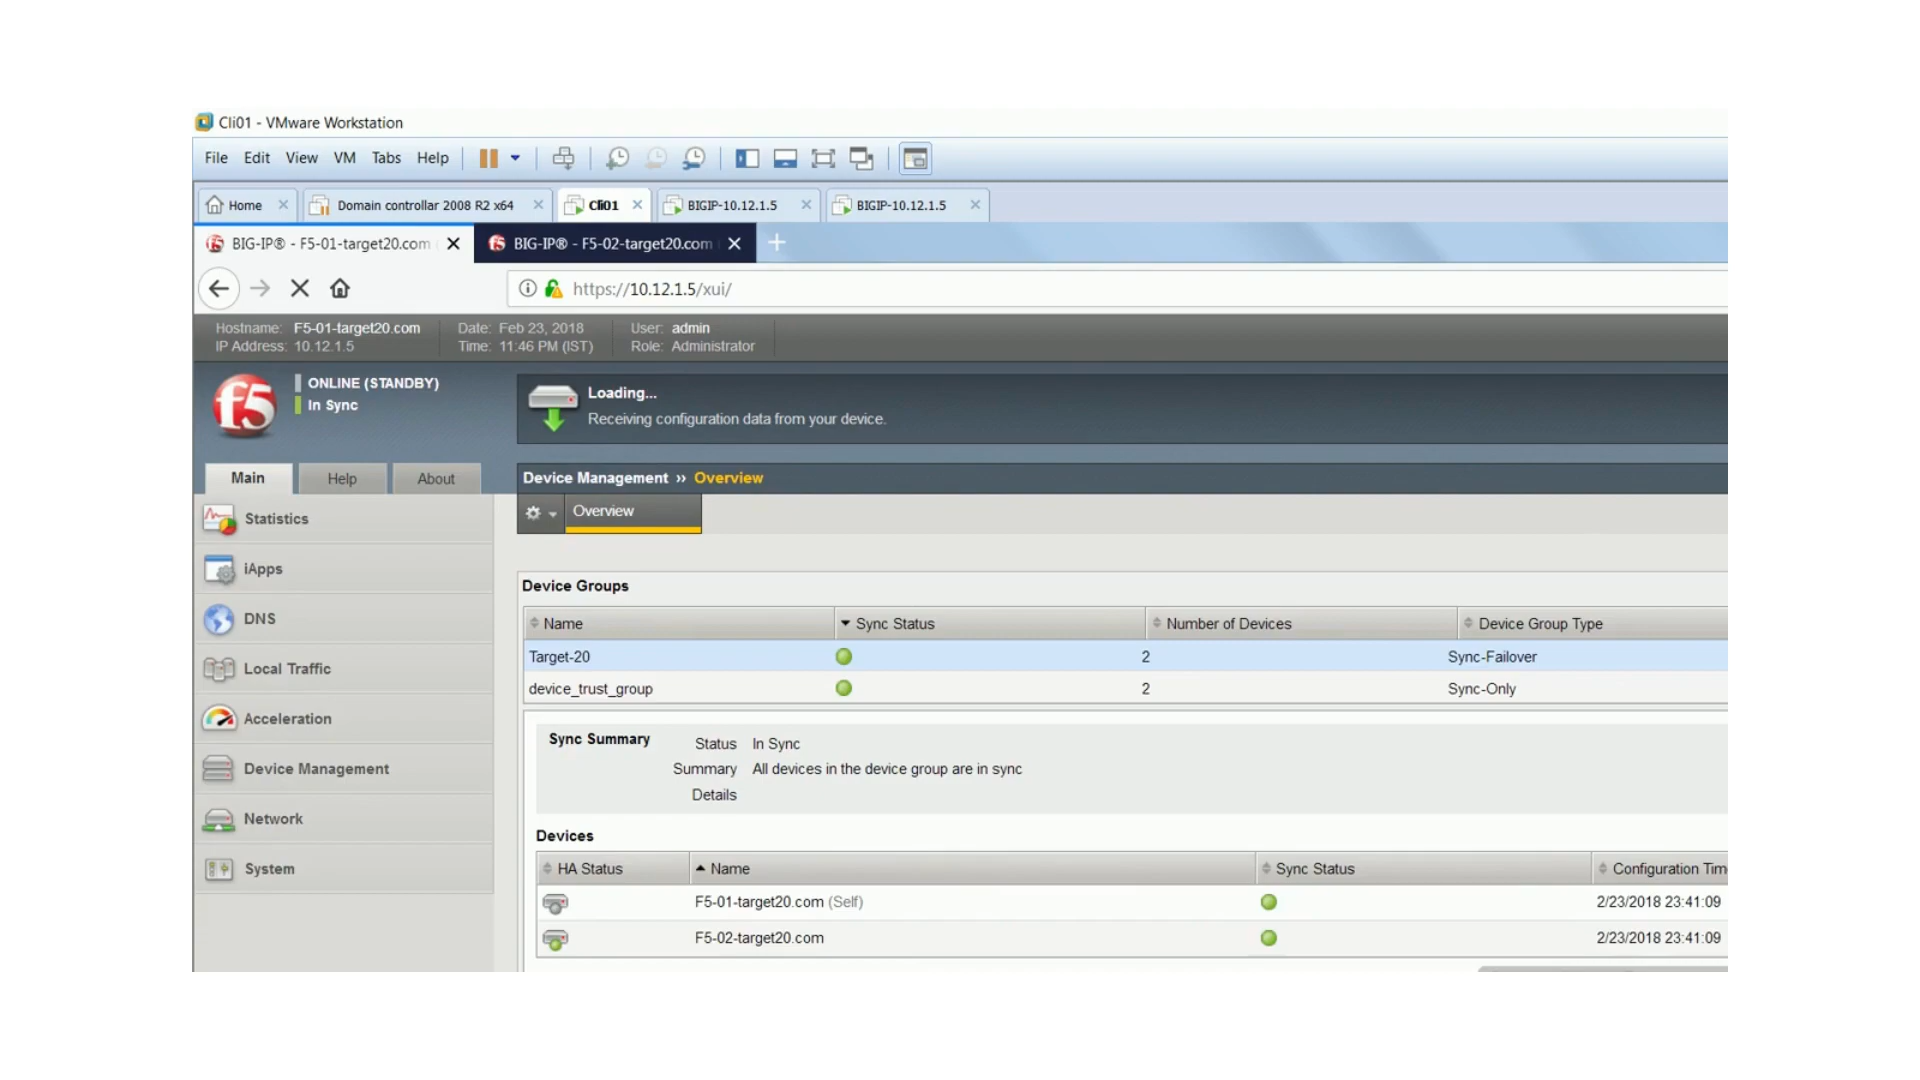 Cli01 - VMware Workstation
File Edit View VM Tabs Help
Home Domain controllar 2008 R2 x64 Cli01 BIGIP-10.12.1.5 BIGIP-10.12.1.5
BIG-IP® - F5-01-target20.com BIG-IP® - F5-02-target20.com
https://10.12.1.5/xui/
Hostname: F5-01-target20.com Date: Feb 23, 2018 User: admin
IP Address: 10.12.1.5 Time: 11:46 PM (IST) Role: Administrator
f5
ONLINE (STANDBY)
In Sync
Loading...
Receiving configuration data from your device.
Main Help About
Device Management ›› Overview
Overview
Statistics
iApps
DNS
Local Traffic
Acceleration
Device Management
Network
System
Device Groups
Name Sync Status Number of Devices Device Group Type
Target-20 2 Sync-Failover
device_trust_group 2 Sync-Only
Sync Summary
Status In Sync
Summary All devices in the device group are in sync
Details
Devices
HA Status Name Sync Status Configuration Tim
F5-01-target20.com (Self) 2/23/2018 23:41:09
F5-02-target20.com 2/23/2018 23:41:09